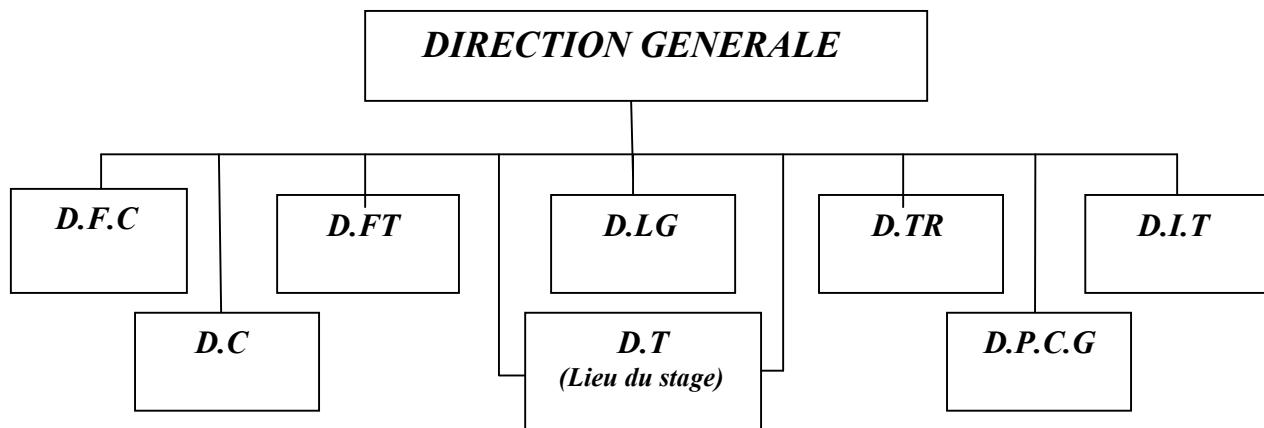 DIRECTION GENERALE
D.F.C
D.FT
D.LG
D.TR
D.I.T
D.C
D.T
(Lieu du stage)
D.P.C.G